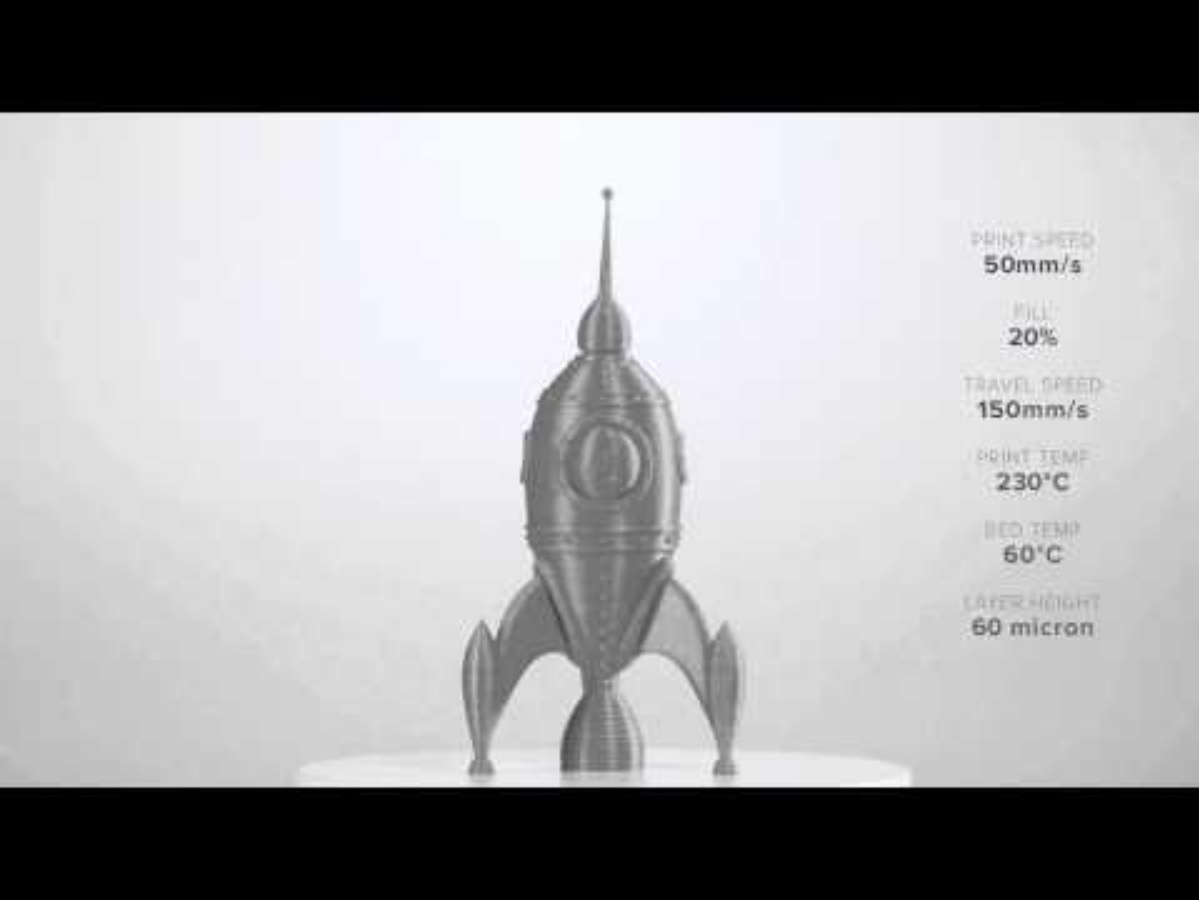 PRINT SPEED
50mm/s
FILL
20%
TRAVEL SPEED
150mm/s
PRINT TEMP
230°C
BED TEMP
60°C
LAYER HEIGHT
60 micron